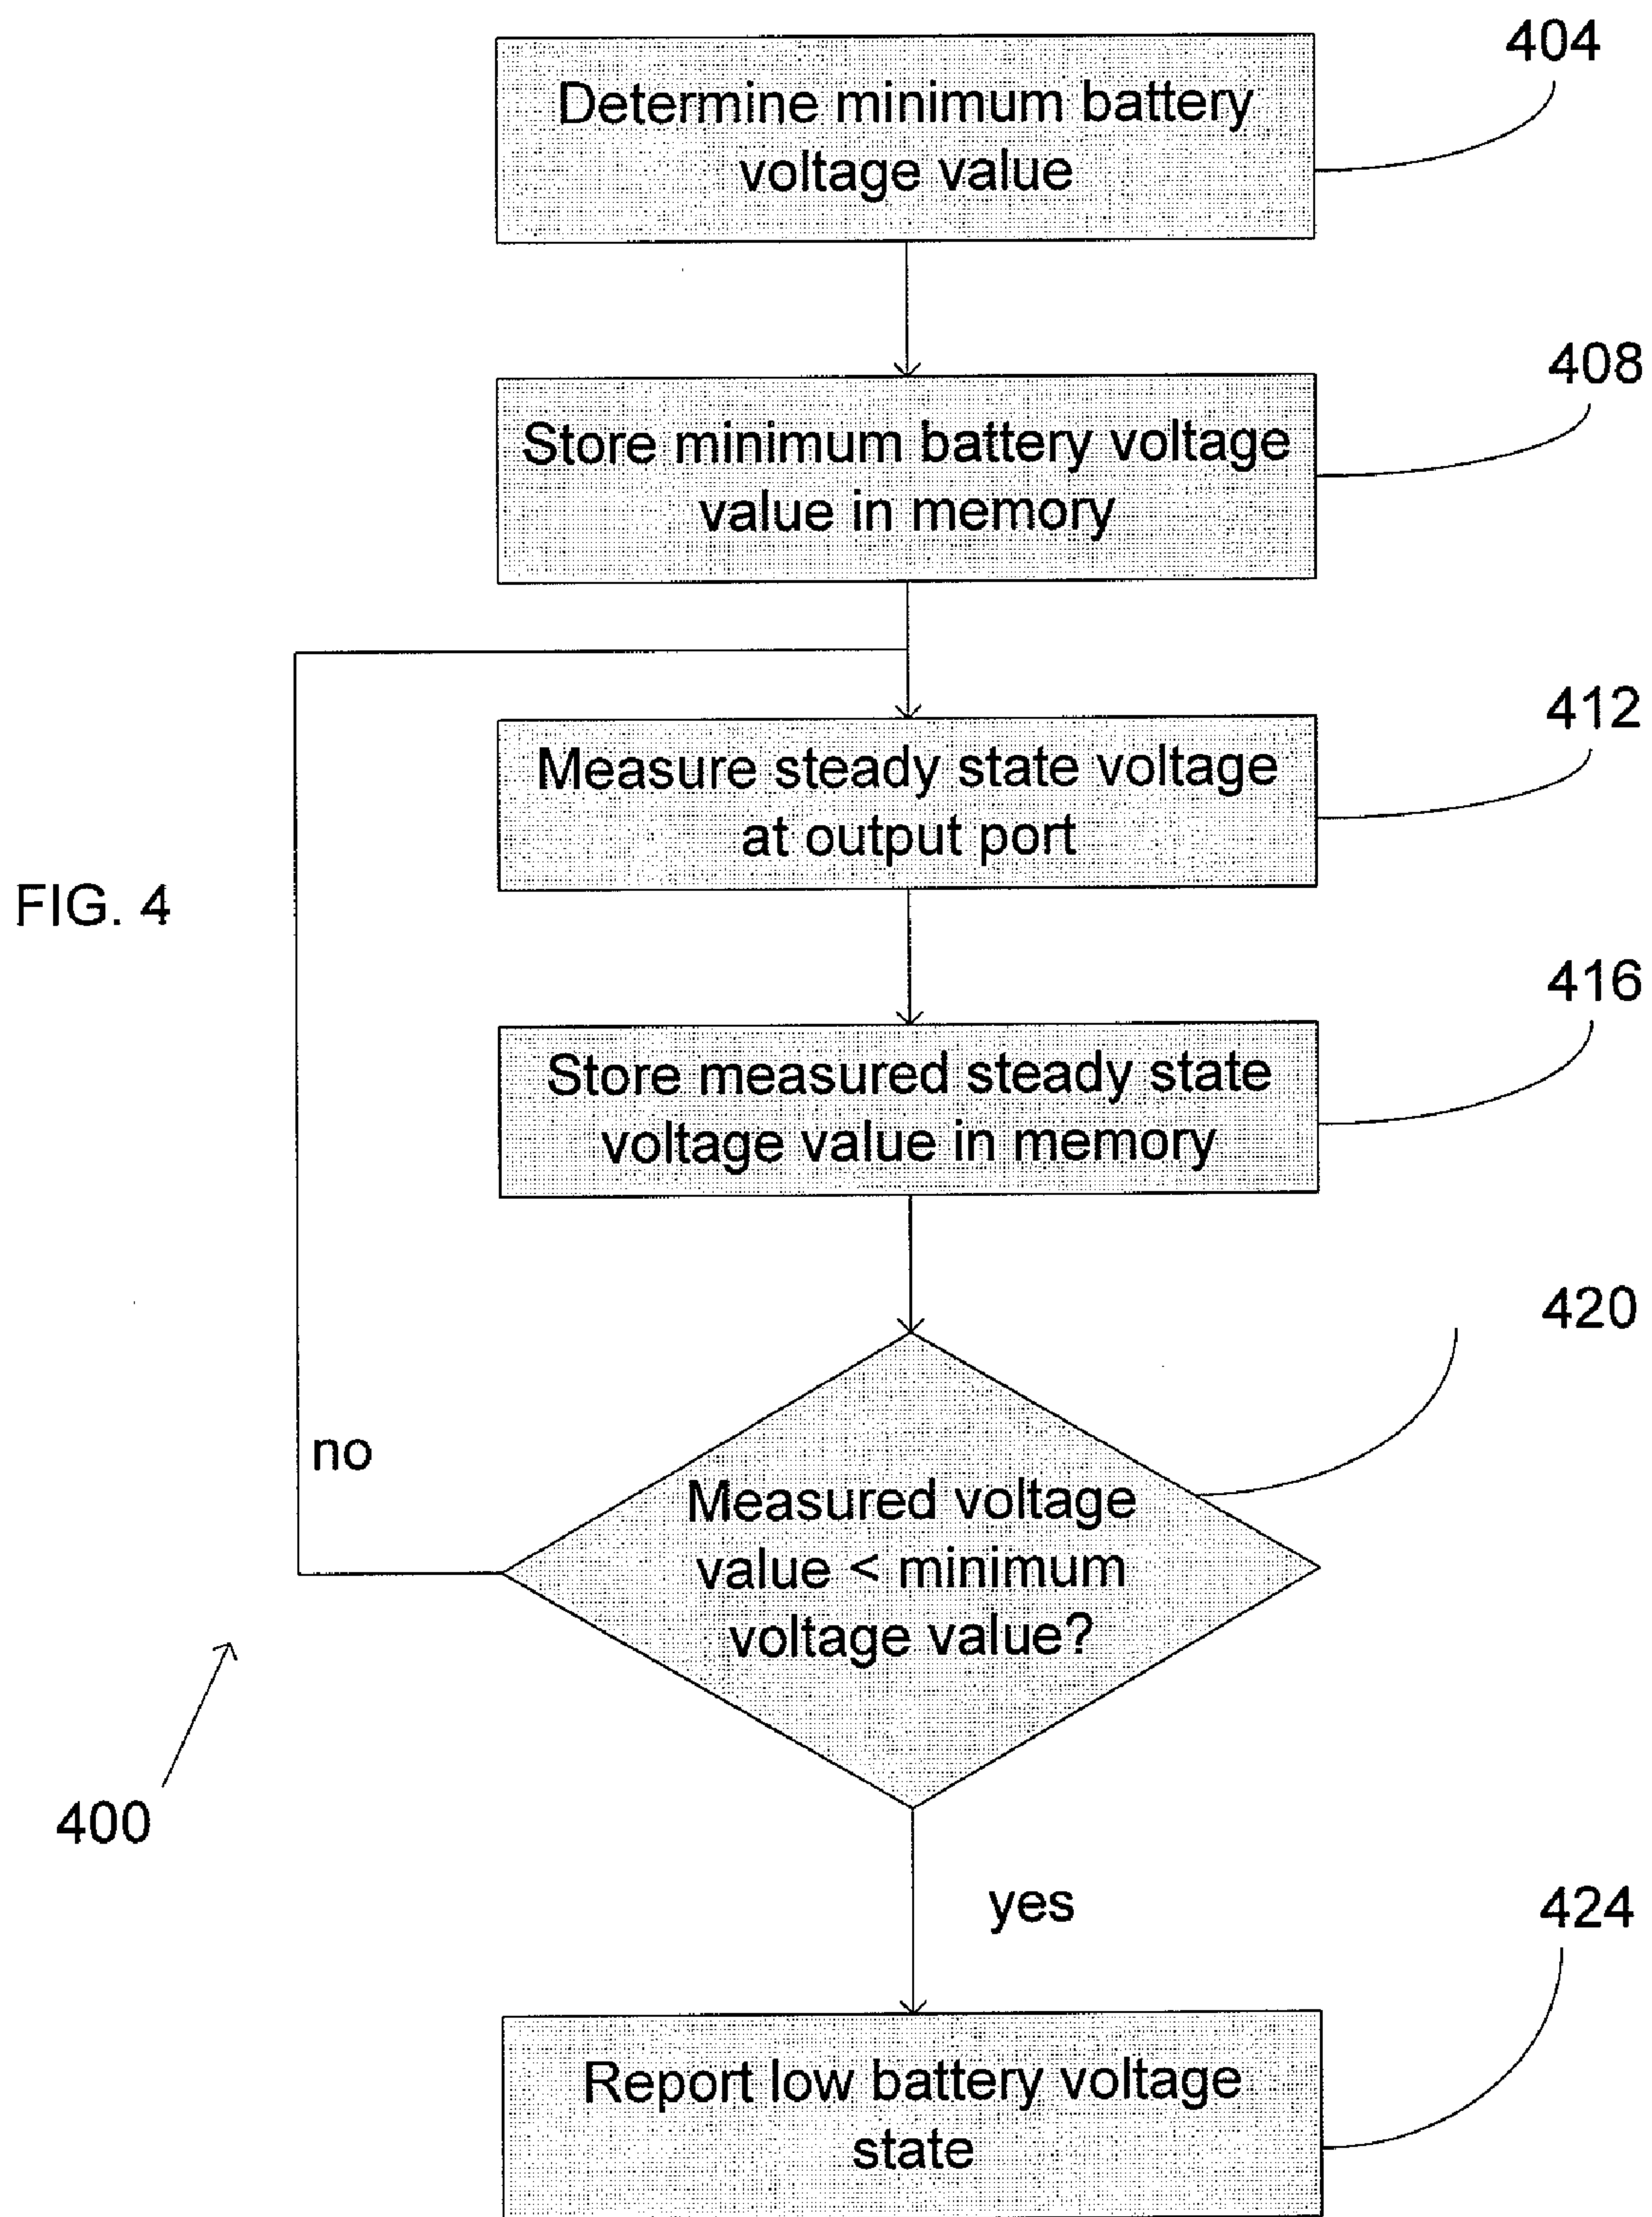 404
Determine minimum battery
voltage value
408
Store minimum battery voltage
value in memory
412
Measure steady state voltage
at output port
FIG. 4
416
Store measured steady state
voltage value in memory
420
no
Measured voltage
value < minimum
voltage value?
400
yes
424
Report low battery voltage
state